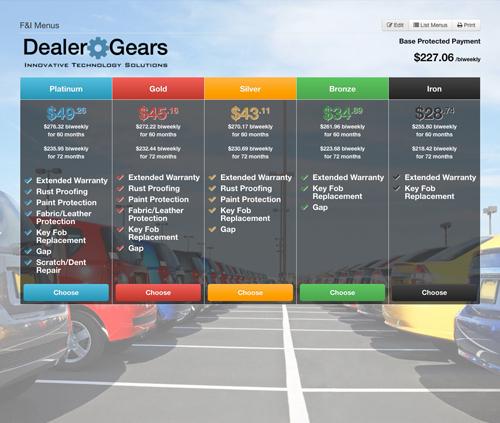 F&I Menus
Edit List Menus Print
Dealer Gears
INNOVATIVE TECHNOLOGY SOLUTIONS
Base Protected Payment
$227.06 /biweekly
Platinum
$49.26
$276.32 biweekly
for 60 months
$235.95 biweekly
for 72 months
Extended Warranty
Rust Proofing
Paint Protection
Fabric/Leather
Protection
Key Fob
Replacement
Gap
Scratch/Dent
Repair
Choose
Gold
$45.16
$272.22 biweekly
for 60 months
$232.44 biweekly
for 72 months
Extended Warranty
Rust Proofing
Paint Protection
Fabric/Leather
Protection
Key Fob
Replacement
Gap
Choose
Silver
$43.11
$270.17 biweekly
for 60 months
$230.69 biweekly
for 72 months
Extended Warranty
Rust Proofing
Paint Protection
Key Fob
Replacement
Gap
Choose
Bronze
$34.89
$261.96 biweekly
for 60 months
$223.68 biweekly
for 72 months
Extended Warranty
Key Fob
Replacement
Gap
Choose
Iron
$28.74
$255.80 biweekly
for 60 months
$218.42 biweekly
for 72 months
Extended Warranty
Key Fob
Replacement
Choose